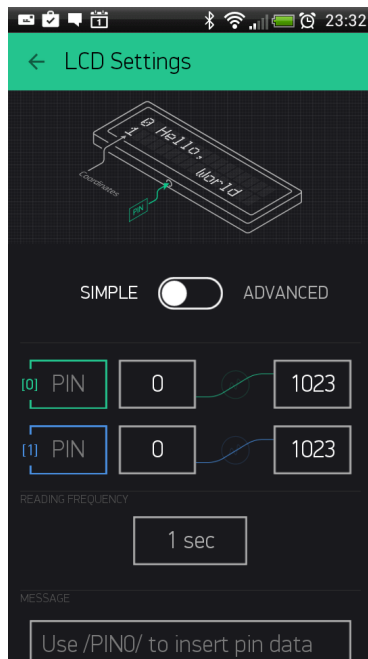 1 23:32
LCD Settings
0 Hello,
1 World
Coordinates
PIN
SIMPLE ADVANCED
[0] PIN 0 1023
[1] PIN 0 1023
READING FREQUENCY
1 sec
MESSAGE
Use /PIN0/ to insert pin data